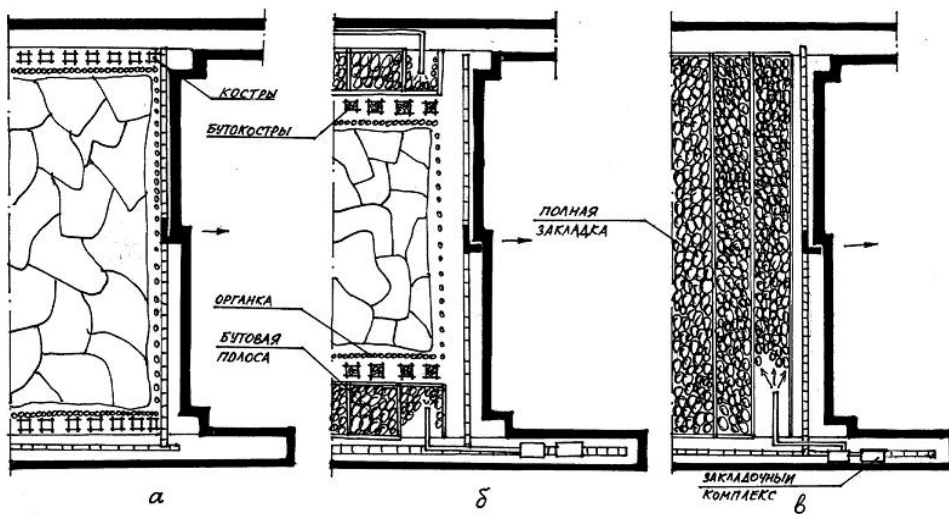 КОСТРЫ
БУТОКОСТРЫ
ОРГАНКА
БУТОВАЯ
ПОЛОСА
ПОЛНАЯ
ЗАКЛАДКА
ЗАКЛАДОЧНЫЙ
КОМПЛЕКС
а
б
в